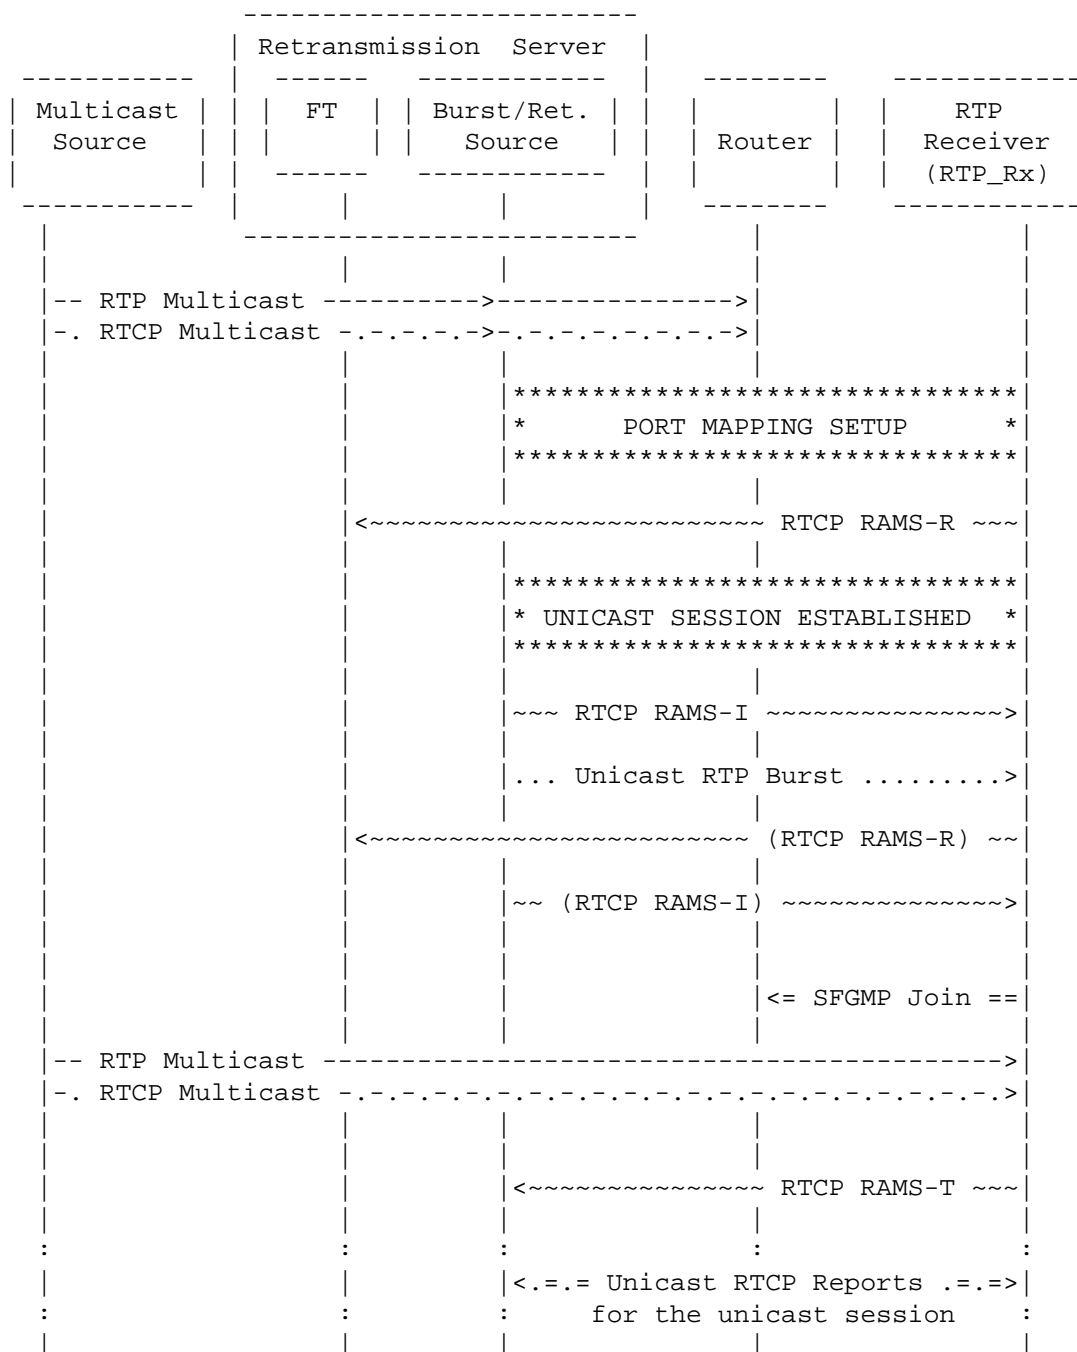 Retransmission Server
Multicast FT Burst/Ret. RTP
Source Source Router Receiver
(RTP_Rx)
-- RTP Multicast ---------->--------------->
-. RTCP Multicast -.-.-.-.->-.-.-.-.-.-.-.->
********************************
* PORT MAPPING SETUP *
********************************
<~~~~~~~~~~~~~~~~~~~~~~~~~ RTCP RAMS-R ~~~
********************************
* UNICAST SESSION ESTABLISHED *
********************************
~~~ RTCP RAMS-I ~~~~~~~~~~~~~~~>
... Unicast RTP Burst .........>
<~~~~~~~~~~~~~~~~~~~~~~~~ (RTCP RAMS-R) ~~
~~ (RTCP RAMS-I) ~~~~~~~~~~~~~~>
<= SFGMP Join ==
-- RTP Multicast ------------------------------------------->
-. RTCP Multicast -.-.-.-.-.-.-.-.-.-.-.-.-.-.-.-.-.-.-.-.-.>
<~~~~~~~~~~~~~~~ RTCP RAMS-T ~~~
: : : : :
<.=.= Unicast RTCP Reports .=.=>
: : : for the unicast session :